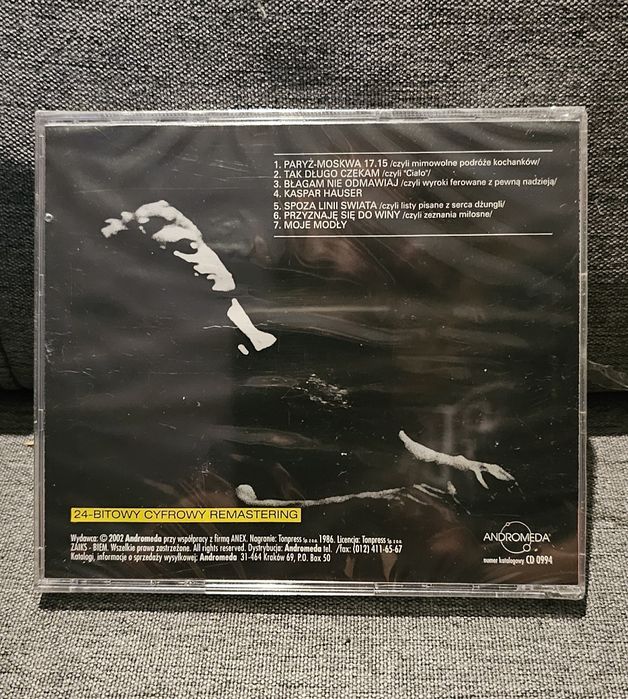 1. PARYŻ-MOSKWA 17.15 /czyli mimowolne podróże kochanków/
2. TAK DŁUGO CZEKAM /czyli "Ciało"/
3. BŁAGAM NIE ODMAWIAJ /czyli wyroki ferowane z pewną nadzieją/
4. KASPAR HAUSER
5. SPOZA LINII ŚWIATA /czyli listy pisane z serca dżungli/
6. PRZYZNAJĘ SIĘ DO WINY /czyli zeznania miłosne/
7. MOJE MODŁY
24-BITOWY CYFROWY REMASTERING
Wydawca: © 2002 Andromeda przy współpracy z firmą ANEX. Nagranie: Tonpress Sp. z o.o. 1986. Licencja: Tonpress Sp. z o.o.
ZAIKS - BIEM. Wszelkie prawa zastrzeżone. All rights reserved. Dystrybucja: Andromeda tel. /fax: (012) 411-65-67
Katalogi, informacje o sprzedaży wysyłkowej: Andromeda 31-464 Kraków 69, P.O. Box 50
ANDROMEDA
numer katalogowy CD 0994